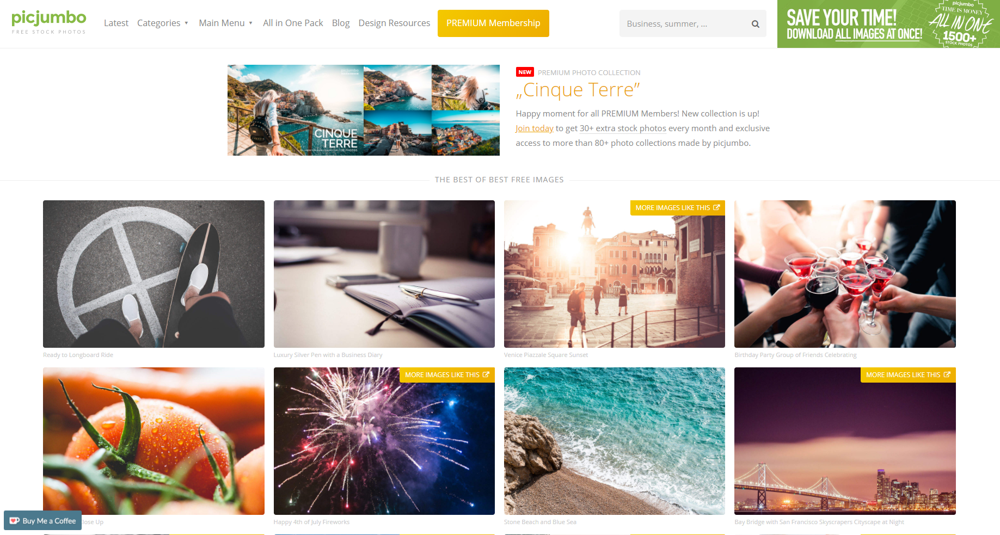 picjumbo
FREE STOCK PHOTOS
Latest
Categories
Main Menu
All in One Pack
Blog
Design Resources
PREMIUM Membership
Business, summer, ...
SAVE YOUR TIME!
DOWNLOAD ALL IMAGES AT ONCE!
picjumbo
TIME IS MONEY
ALL IN ONE
1500+
STOCK PHOTOS
picjumbo
CINQUE
TERRE
NEW PREMIUM PHOTO COLLECTION
„Cinque Terre”
Happy moment for all PREMIUM Members! New collection is up!
Join today to get 30+ extra stock photos every month and exclusive
access to more than 80+ photo collections made by picjumbo.
THE BEST OF BEST FREE IMAGES
MORE IMAGES LIKE THIS
Ready to Longboard Ride
Luxury Silver Pen with a Business Diary
Venice Piazzale Square Sunset
Birthday Party Group of Friends Celebrating
MORE IMAGES LIKE THIS
MORE IMAGES LIKE THIS
Buy Me a Coffee
lose Up
Happy 4th of July Fireworks
Stone Beach and Blue Sea
Bay Bridge with San Francisco Skyscrapers Cityscape at Night